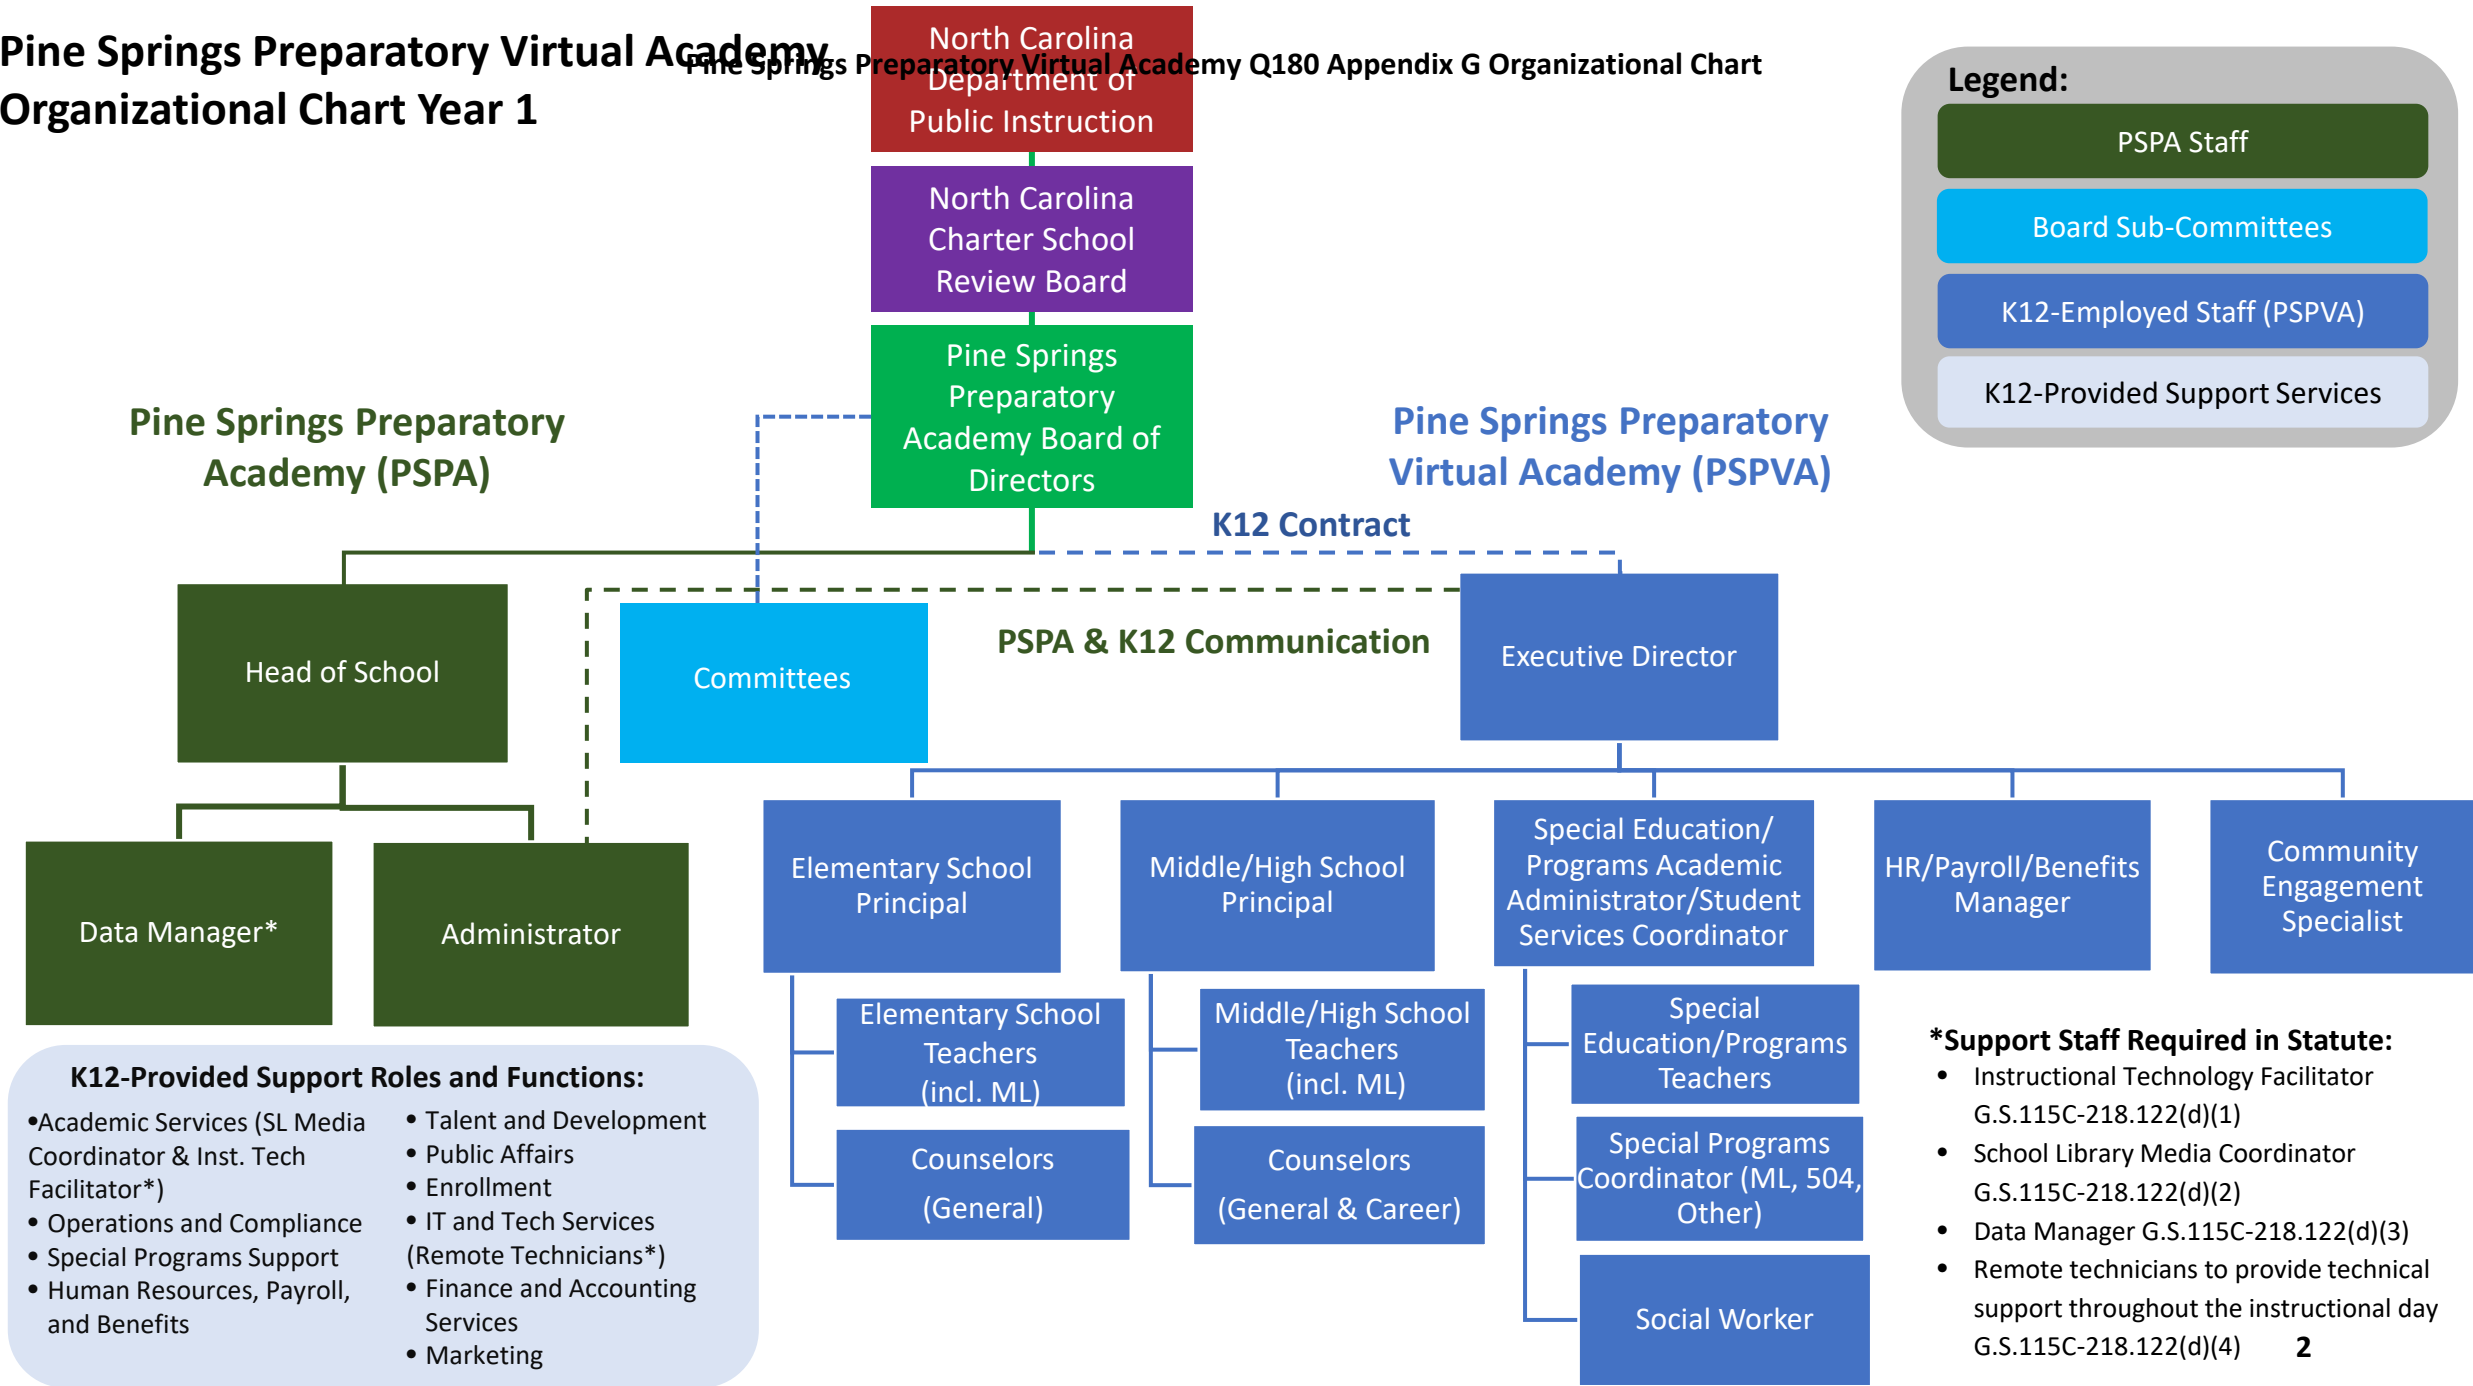 Pine Springs Preparatory Virtual Academy
Organizational Chart Year 1
Pine Springs Preparatory Virtual Academy Q180 Appendix G Organizational Chart
North Carolina
Department of
Public Instruction
North Carolina
Charter School
Review Board
Pine Springs
Preparatory
Academy Board of
Directors
Legend:
PSPA Staff
Board Sub-Committees
K12-Employed Staff (PSPVA)
K12-Provided Support Services
Pine Springs Preparatory
Academy (PSPA)
Pine Springs Preparatory
Virtual Academy (PSPVA)
K12 Contract
PSPA & K12 Communication
Head of School
Committees
Executive Director
Data Manager*
Administrator
Elementary School
Principal
Middle/High School
Principal
Special Education/
Programs Academic
Administrator/Student
Services Coordinator
HR/Payroll/Benefits
Manager
Community
Engagement
Specialist
Elementary School
Teachers
(incl. ML)
Counselors
(General)
Middle/High School
Teachers
(incl. ML)
Counselors
(General & Career)
Special
Education/Programs
Teachers
Special Programs
Coordinator (ML, 504,
Other)
Social Worker
K12-Provided Support Roles and Functions:
•Academic Services (SL Media
Coordinator & Inst. Tech
Facilitator*)
• Operations and Compliance
• Special Programs Support
• Human Resources, Payroll,
and Benefits
• Talent and Development
• Public Affairs
• Enrollment
• IT and Tech Services
(Remote Technicians*)
• Finance and Accounting
Services
• Marketing
*Support Staff Required in Statute:
• Instructional Technology Facilitator
G.S.115C-218.122(d)(1)
• School Library Media Coordinator
G.S.115C-218.122(d)(2)
• Data Manager G.S.115C-218.122(d)(3)
• Remote technicians to provide technical
support throughout the instructional day
G.S.115C-218.122(d)(4)
2